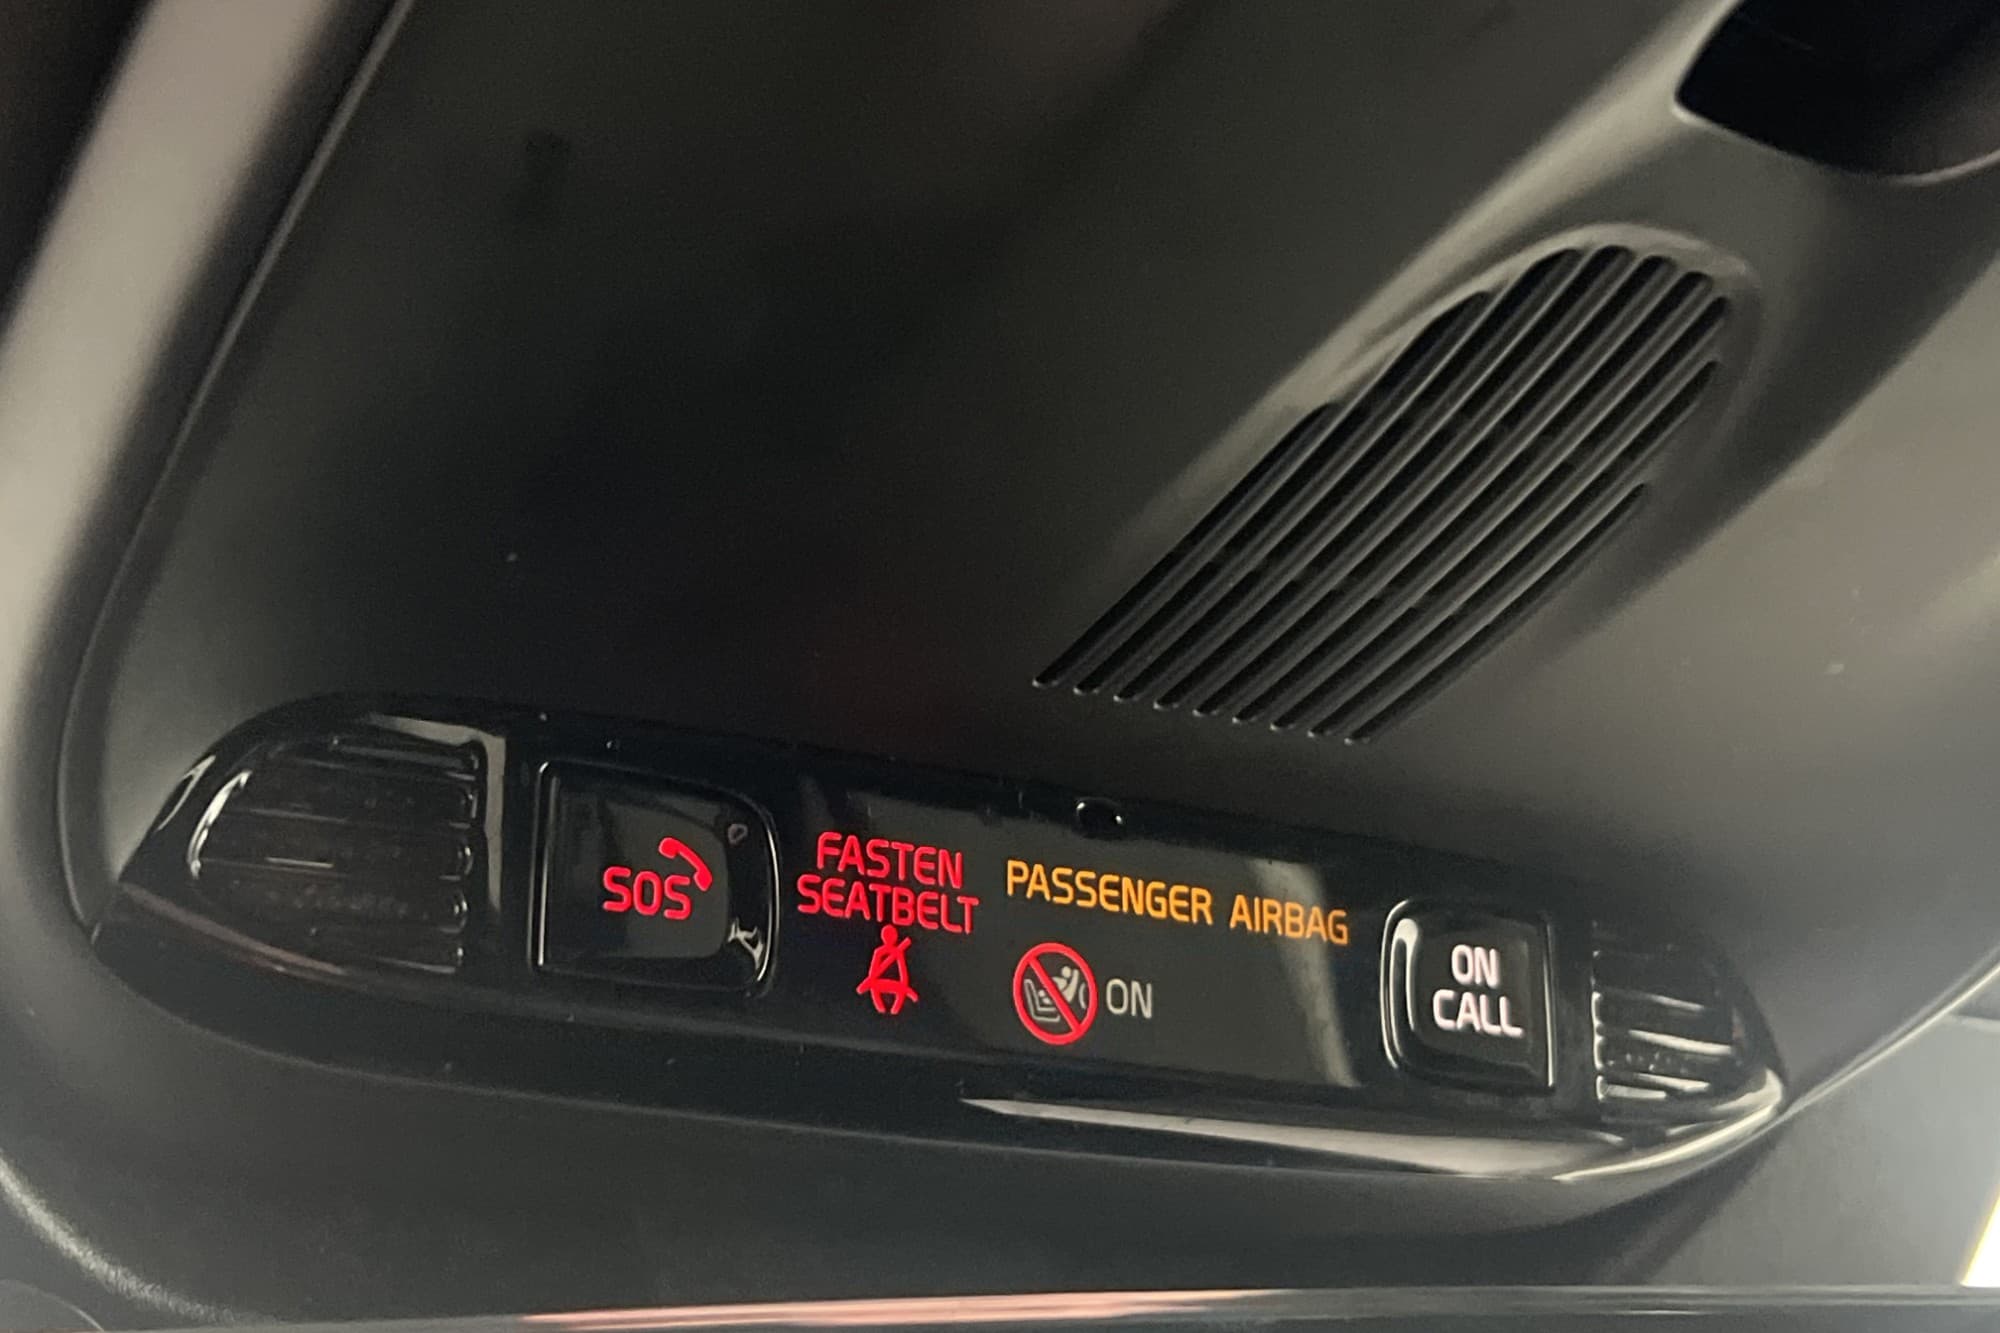 SOS
FASTEN
SEATBELT
PASSENGER AIRBAG
ON
ON
CALL